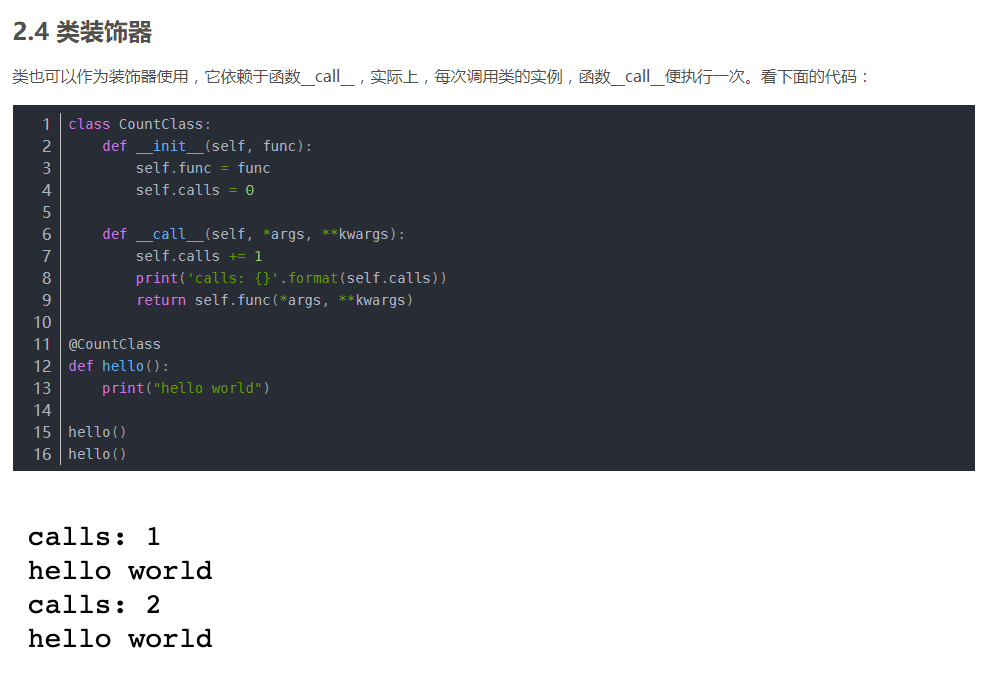 2.4 类装饰器
类也可以作为装饰器使用，它依赖于函数__call__，实际上，每次调用类的实例，函数__call__便执行一次。看下面的代码：
1 class CountClass:
2     def __init__(self, func):
3         self.func = func
4         self.calls = 0
5
6     def __call__(self, *args, **kwargs):
7         self.calls += 1
8         print('calls: {}'.format(self.calls))
9         return self.func(*args, **kwargs)
10
11 @CountClass
12 def hello():
13     print("hello world")
14
15 hello()
16 hello()
calls: 1
hello world
calls: 2
hello world